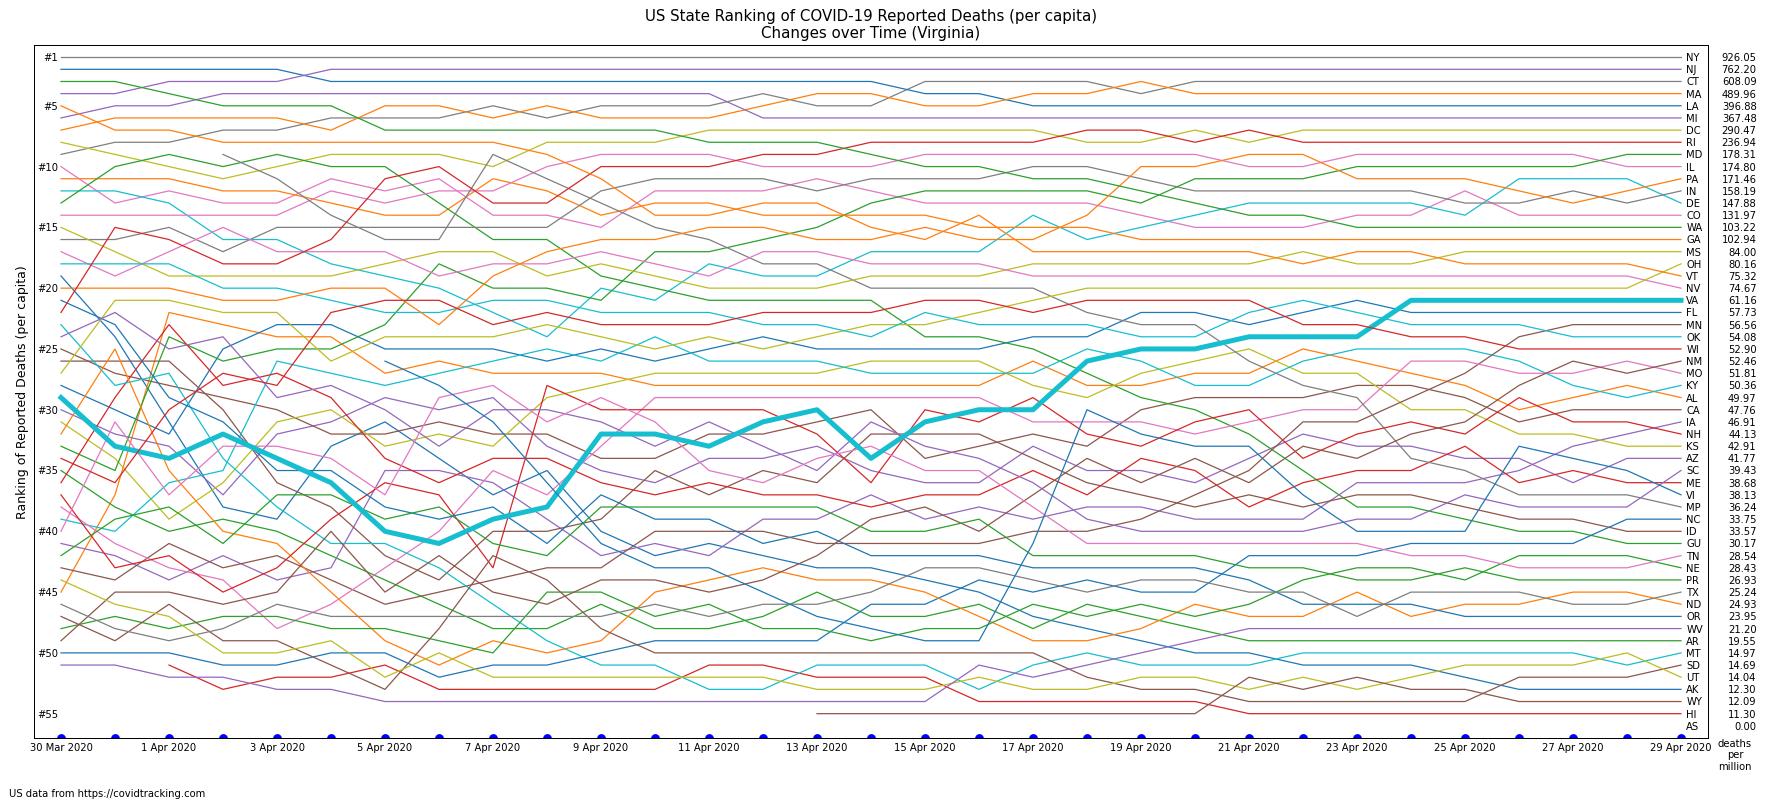 US State Ranking of COVID-19 Reported Deaths (per capita)
Changes over Time (Virginia)
Ranking of Reported Deaths (per capita)
#1
#5
#10
#15
#20
#25
#30
#35
#40
#45
#50
#55
NY 926.05
NJ 762.20
CT 608.09
MA 489.96
LA 396.88
MI 367.48
DC 290.47
RI 236.94
MD 178.31
IL 174.80
PA 171.46
IN 158.19
DE 147.88
CO 131.97
WA 103.22
GA 102.94
MS 84.00
OH 80.16
VT 75.32
NV 74.67
VA 61.16
FL 57.73
MN 56.56
OK 54.08
WI 52.90
NM 52.46
MO 51.81
KY 50.36
AL 49.97
CA 47.76
IA 46.91
NH 44.13
KS 42.91
AZ 41.77
SC 39.43
ME 38.68
VI 38.13
MP 36.24
NC 33.75
ID 33.57
GU 30.17
TN 28.54
NE 28.43
PR 26.93
TX 25.24
ND 24.93
OR 23.95
WV 21.20
AR 19.55
MT 14.97
SD 14.69
UT 14.04
AK 12.30
WY 12.09
HI 11.30
AS 0.00
30 Mar 2020 1 Apr 2020 3 Apr 2020 5 Apr 2020 7 Apr 2020 9 Apr 2020 11 Apr 2020 13 Apr 2020 15 Apr 2020 17 Apr 2020 19 Apr 2020 21 Apr 2020 23 Apr 2020 25 Apr 2020 27 Apr 2020 29 Apr 2020
deaths
per
million
US data from https://covidtracking.com